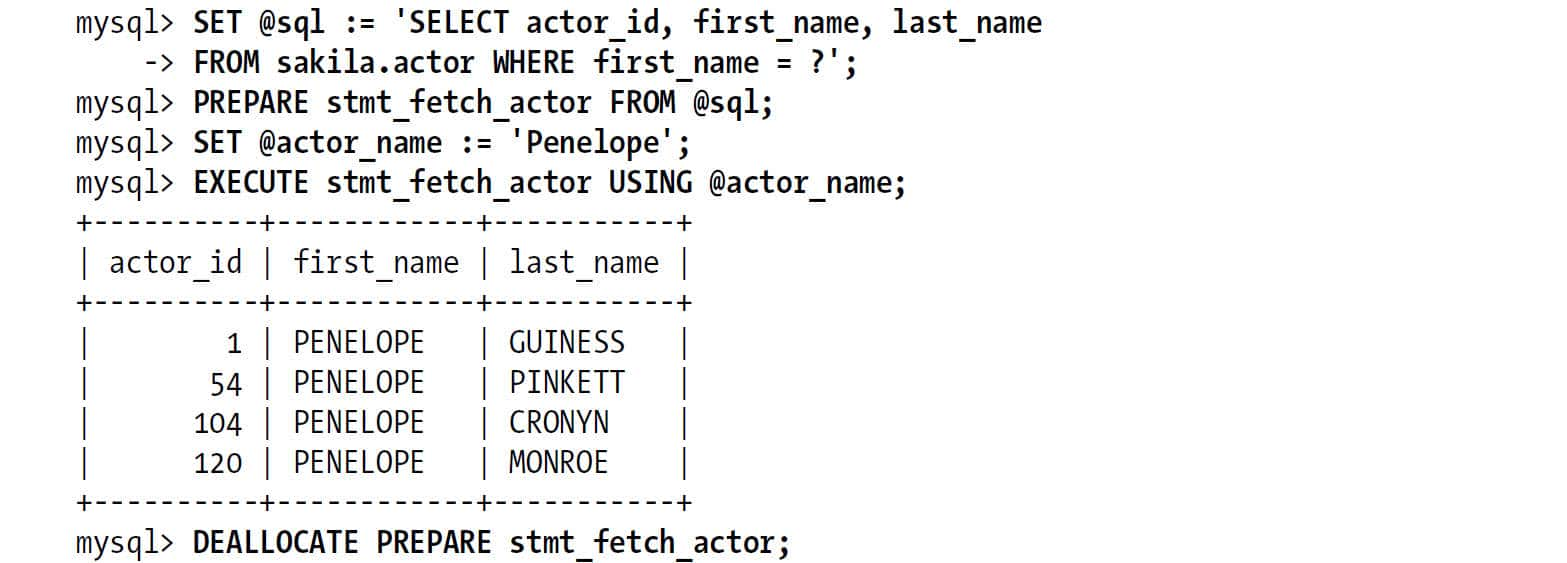 mysql> SET @sql := 'SELECT actor_id, first_name, last_name
    -> FROM sakila.actor WHERE first_name = ?';
mysql> PREPARE stmt_fetch_actor FROM @sql;
mysql> SET @actor_name := 'Penelope';
mysql> EXECUTE stmt_fetch_actor USING @actor_name;
+----------+------------+-----------+
| actor_id | first_name | last_name |
+----------+------------+-----------+
|        1 | PENELOPE   | GUINESS   |
|       54 | PENELOPE   | PINKETT   |
|      104 | PENELOPE   | CRONYN    |
|      120 | PENELOPE   | MONROE    |
+----------+------------+-----------+
mysql> DEALLOCATE PREPARE stmt_fetch_actor;